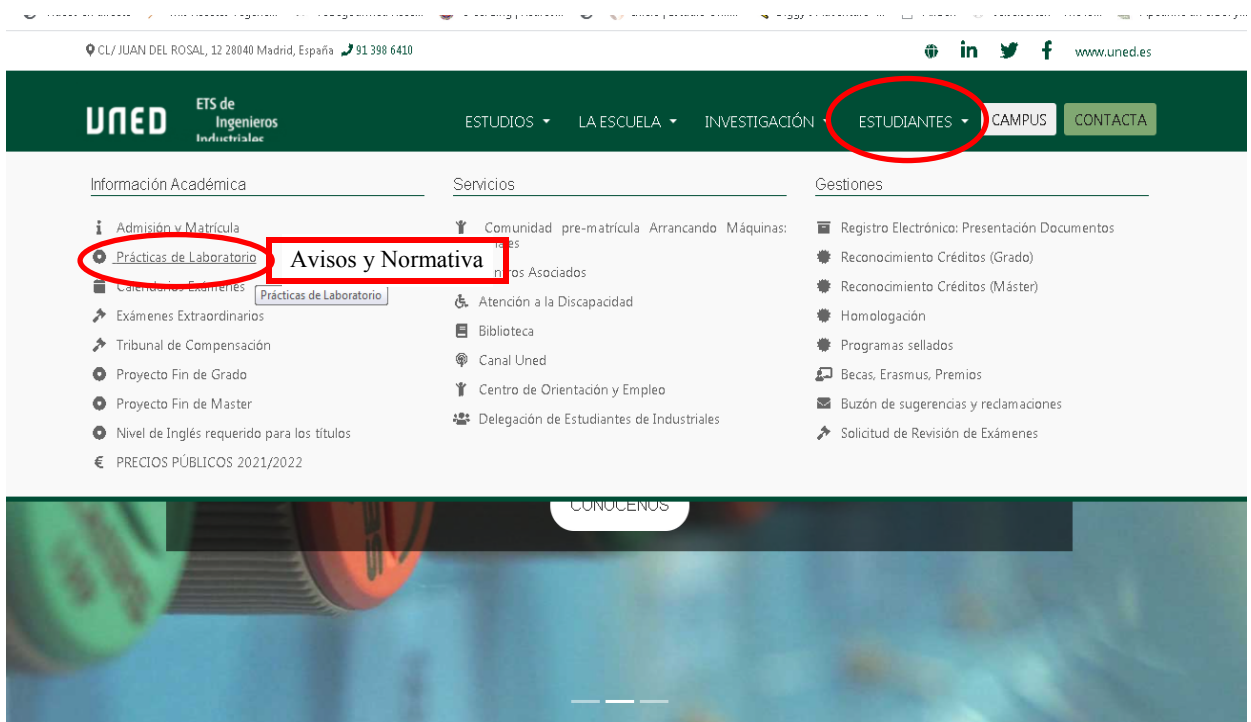 CL/ JUAN DEL ROSAL, 12 28040 Madrid, España 91 398 6410
www.uned.es
UNED
ETS de
Ingenieros
Industriales
ESTUDIOS LA ESCUELA INVESTIGACIÓN ESTUDIANTES CAMPUS CONTACTA
Información Académica
Admisión y Matrícula
Prácticas de Laboratorio
Avisos y Normativa
Calendarios Exámenes
Prácticas de Laboratorio
Exámenes Extraordinarios
Tribunal de Compensación
Proyecto Fin de Grado
Proyecto Fin de Master
Nivel de Inglés requerido para los títulos
€ PRECIOS PÚBLICOS 2021/2022
Servicios
Comunidad pre-matrícula Arrancando Máquinas:
Asociados
Atención a la Discapacidad
Biblioteca
Canal Uned
Centro de Orientación y Empleo
Delegación de Estudiantes de Industriales
Gestiones
Registro Electrónico: Presentación Documentos
Reconocimiento Créditos (Grado)
Reconocimiento Créditos (Máster)
Homologación
Programas sellados
Becas, Erasmus, Premios
Buzón de sugerencias y reclamaciones
Solicitud de Revisión de Exámenes
CONÓCENOS